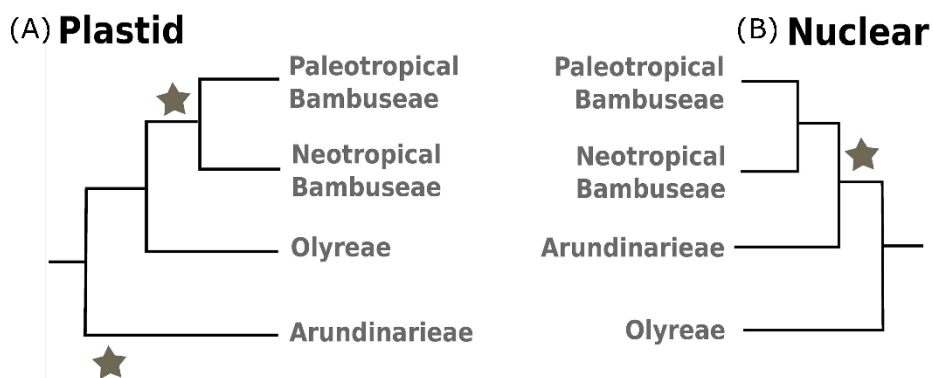 (A) Plastid
Paleotropical
Bambuseae
Neotropical
Bambuseae
Olyreae
Arundinarieae
(B) Nuclear
Paleotropical
Bambuseae
Neotropical
Bambuseae
Arundinarieae
Olyreae